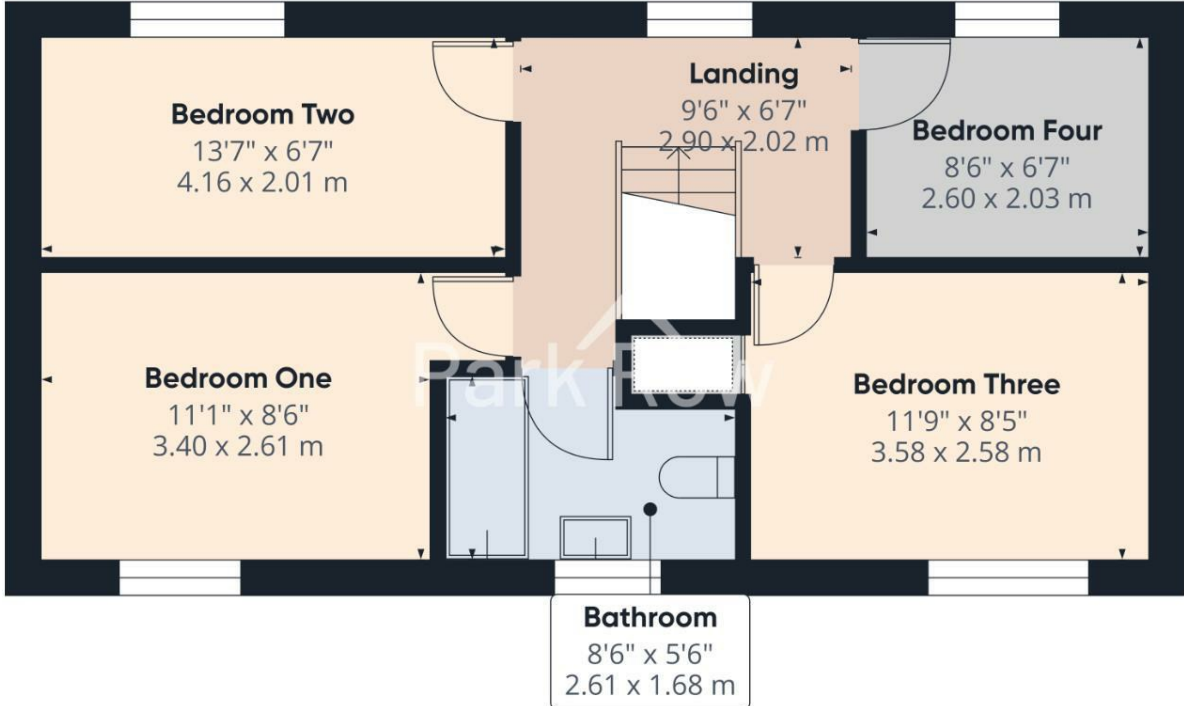 Bedroom Two
13'7" x 6'7"
4.16 x 2.01 m
Landing
9'6" x 6'7"
2.90 x 2.02 m
Bedroom Four
8'6" x 6'7"
2.60 x 2.03 m
Bedroom One
11'1" x 8'6"
3.40 x 2.61 m
Park Row
Bedroom Three
11'9" x 8'5"
3.58 x 2.58 m
Bathroom
8'6" x 5'6"
2.61 x 1.68 m